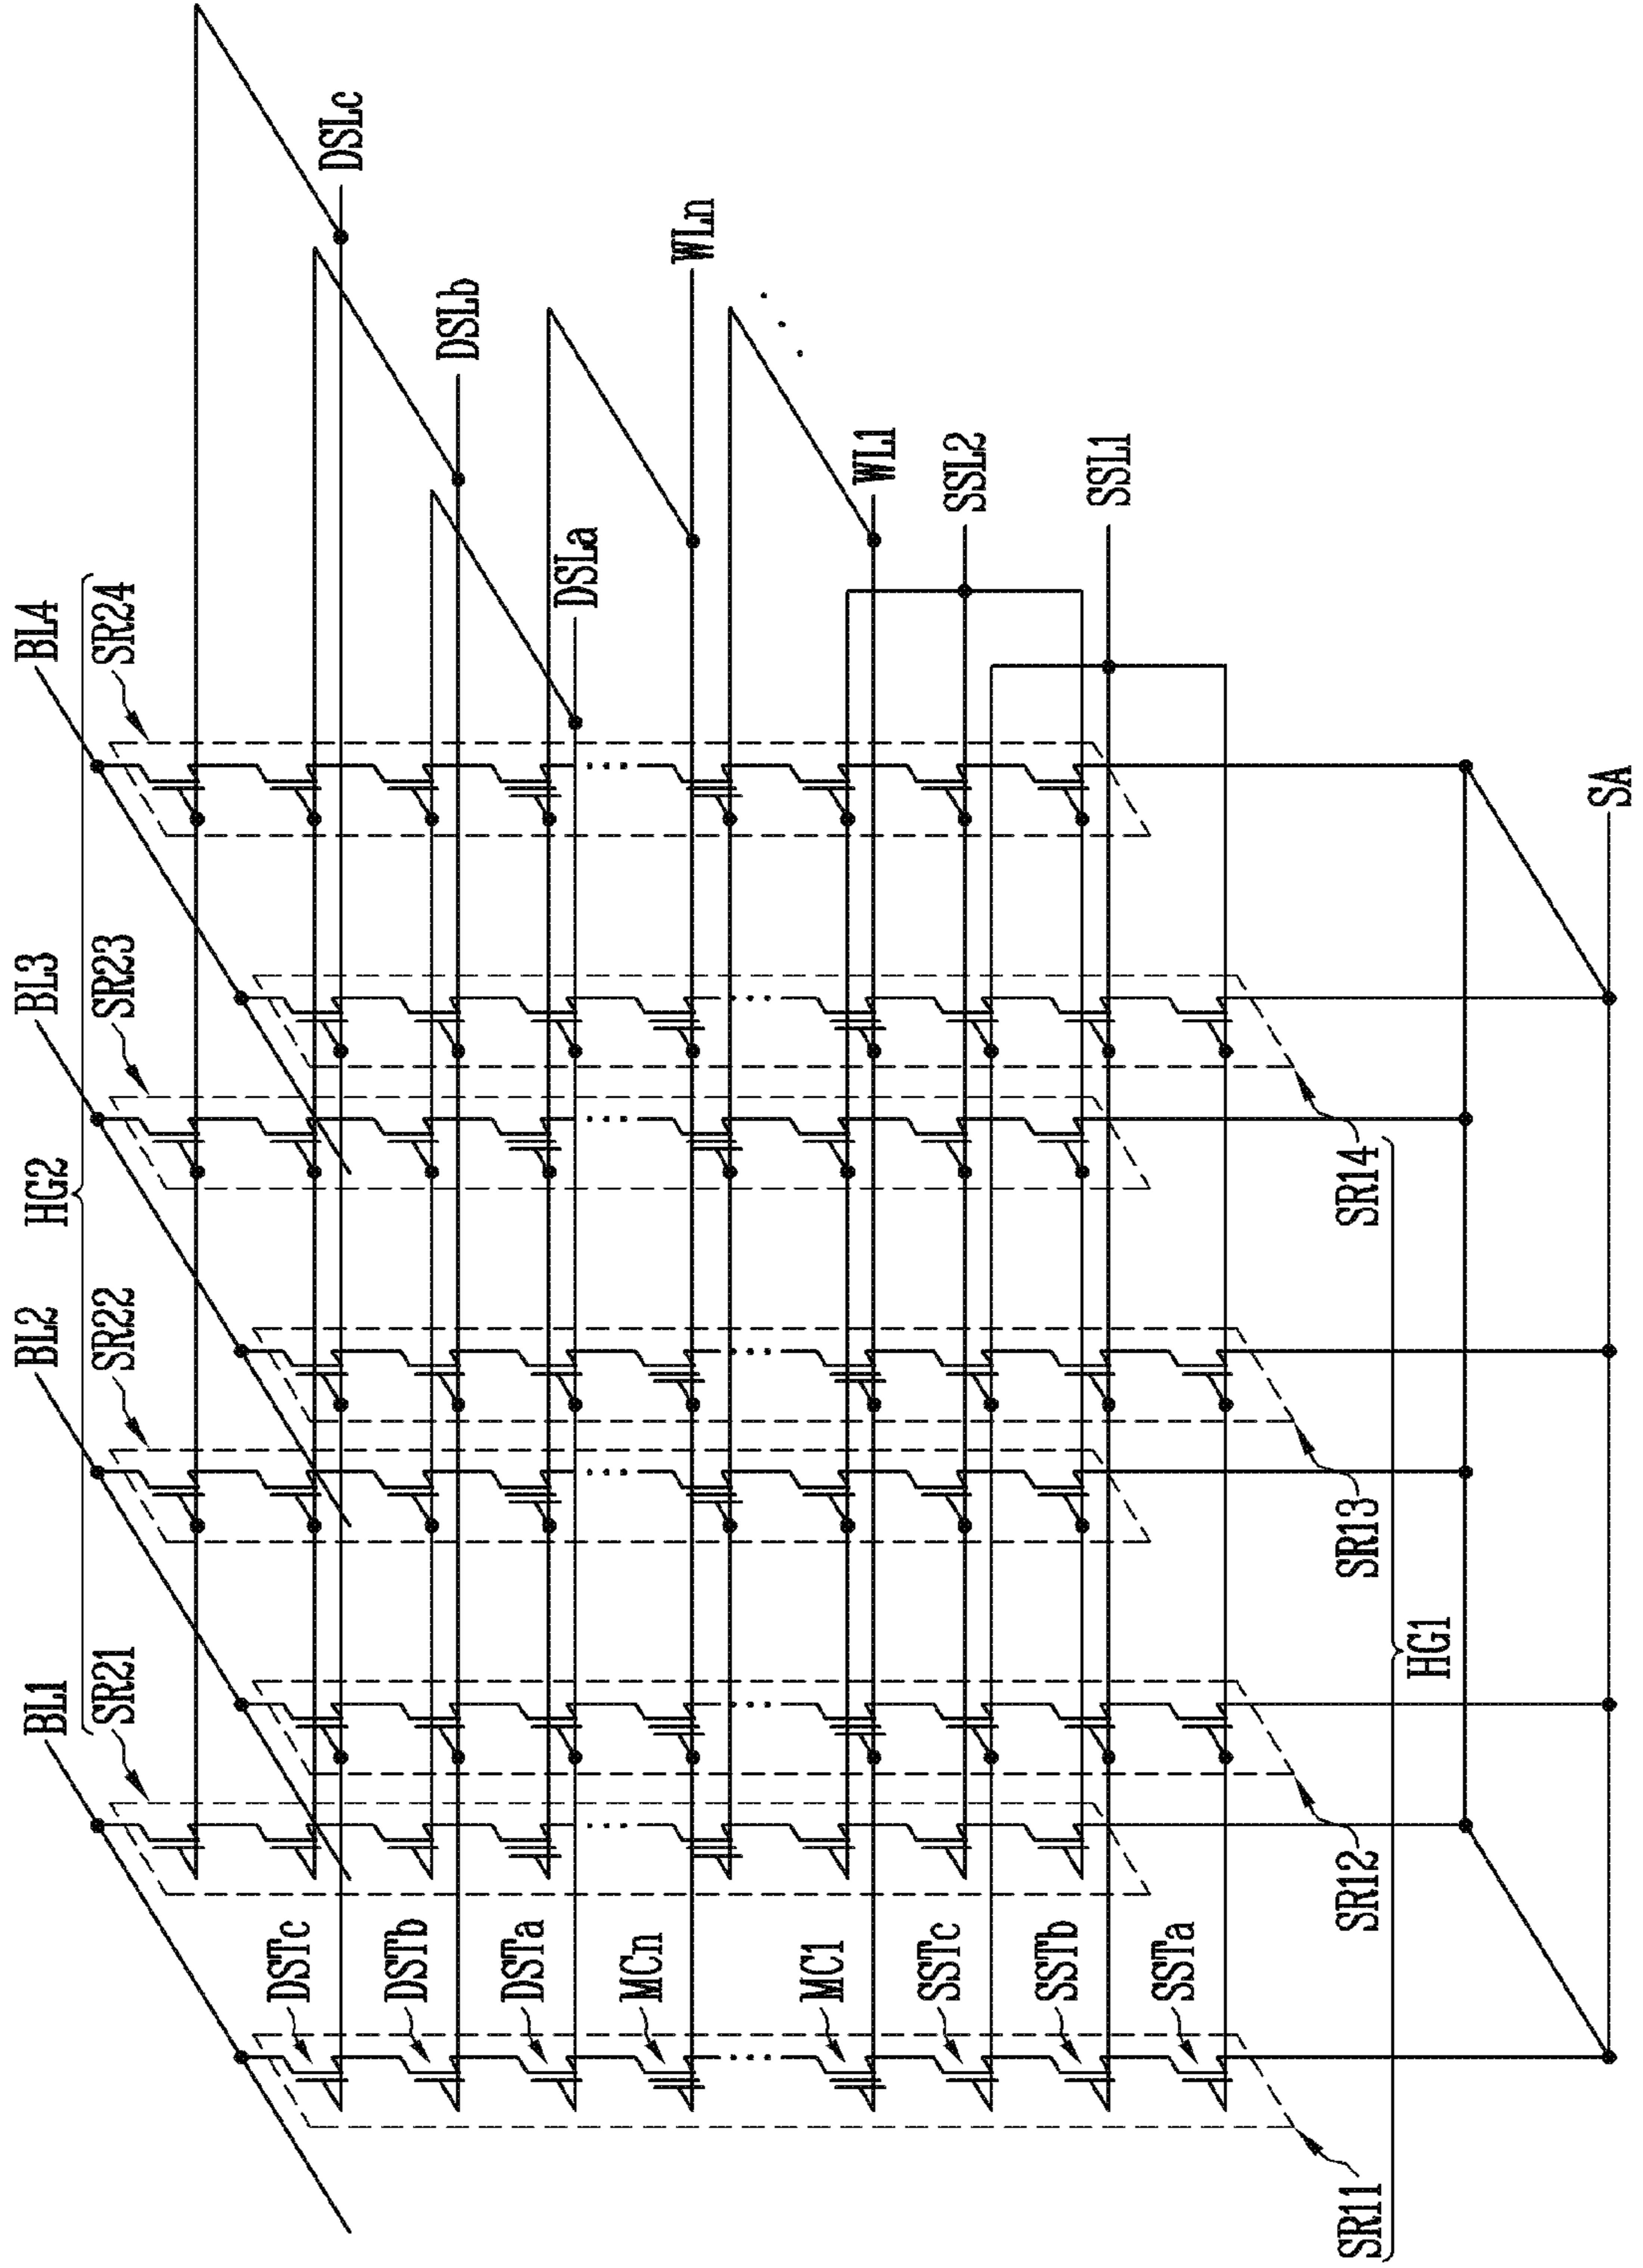 BL1
BL2
BL3
BL4
HG2
SR21
SR22
SR23
SR24
DSLc
DSLb
DSLa
WLn
WL1
SSL2
SSL1
DSTc
DSTb
DSTa
MCn
MC1
SSTc
SSTb
SSTa
SR11
SR12
SR13
SR14
HG1
SA